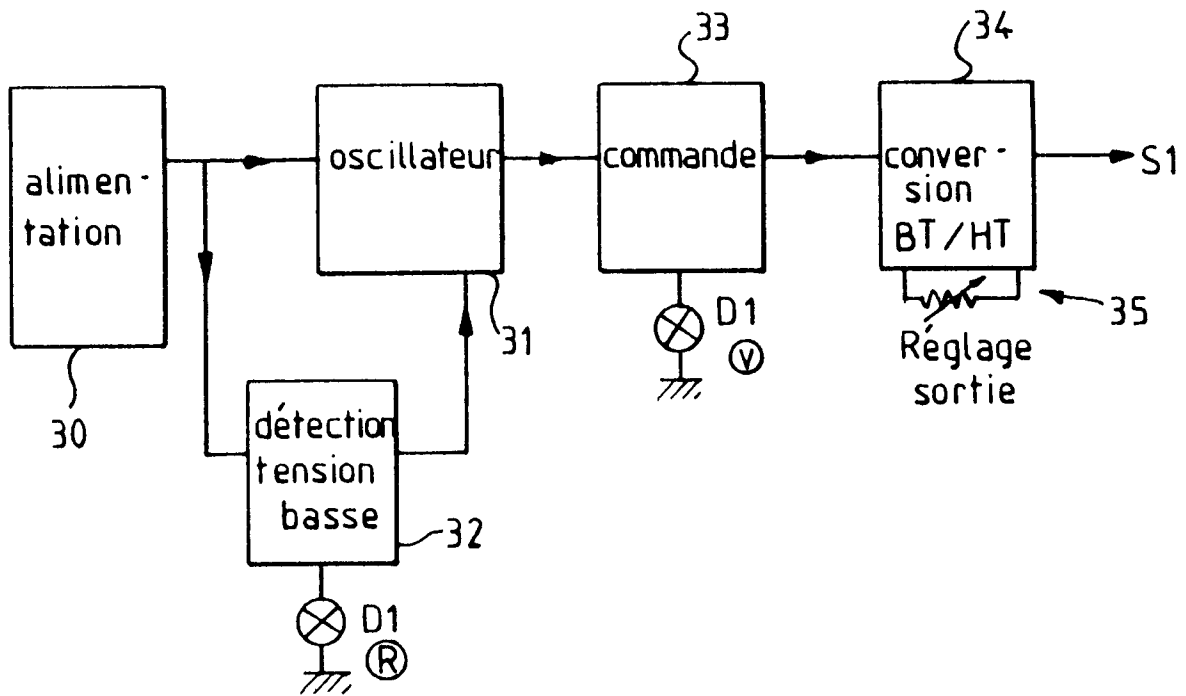 33
34
alimen-
tation
oscillateur
commande
conver-
sion
BT/HT
S1
30
31
D1
V
35
Réglage
sortie
détection
tension
basse
32
D1
R